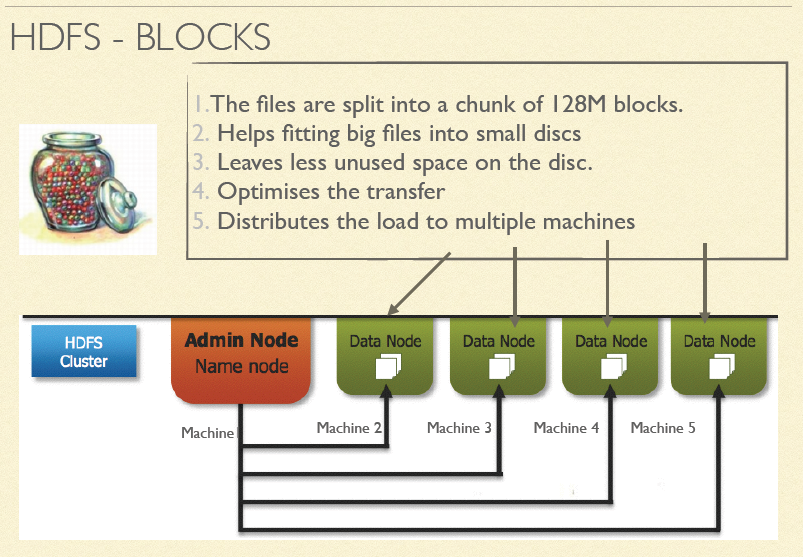 HDFS - BLOCKS
1.The files are split into a chunk of 128M blocks.
2. Helps fitting big files into small discs
3. Leaves less unused space on the disc.
4. Optimises the transfer
5. Distributes the load to multiple machines
HDFS
Cluster
Admin Node
Name node
Data Node
Data Node
Data Node
Data Node
Machine 1
Machine 2
Machine 3
Machine 4
Machine 5